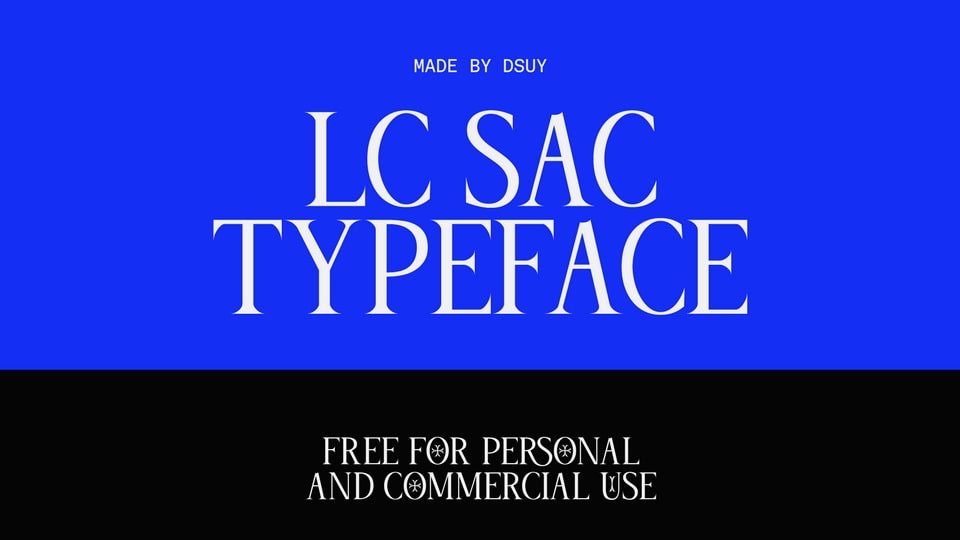 MADE BY DSUY
LC SAC
TYPEFACE
FREE FOR PERSONAL
AND COMMERCIAL USE